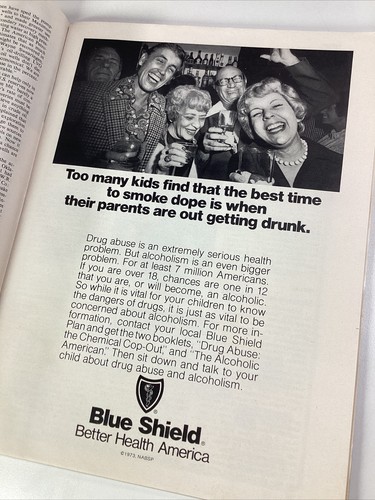 Too many kids find that the best time
to smoke dope is when
their parents are out getting drunk.
Drug abuse is an extremely serious health
problem. But alcoholism is an even bigger
problem. For at least 7 million Americans.
If you are over 18, chances are one in 12
that you are, or will become, an alcoholic.
So while it is vital for your children to know
the dangers of drugs, it is just as vital to be
concerned about alcoholism. For more in-
formation, contact your local Blue Shield
Plan and get the two booklets, "Drug Abuse:
the Chemical Cop-Out," and "The Alcoholic
American." Then sit down and talk to your
child about drug abuse and alcoholism.
Blue Shield®
Better Health America
©1973, NABSP